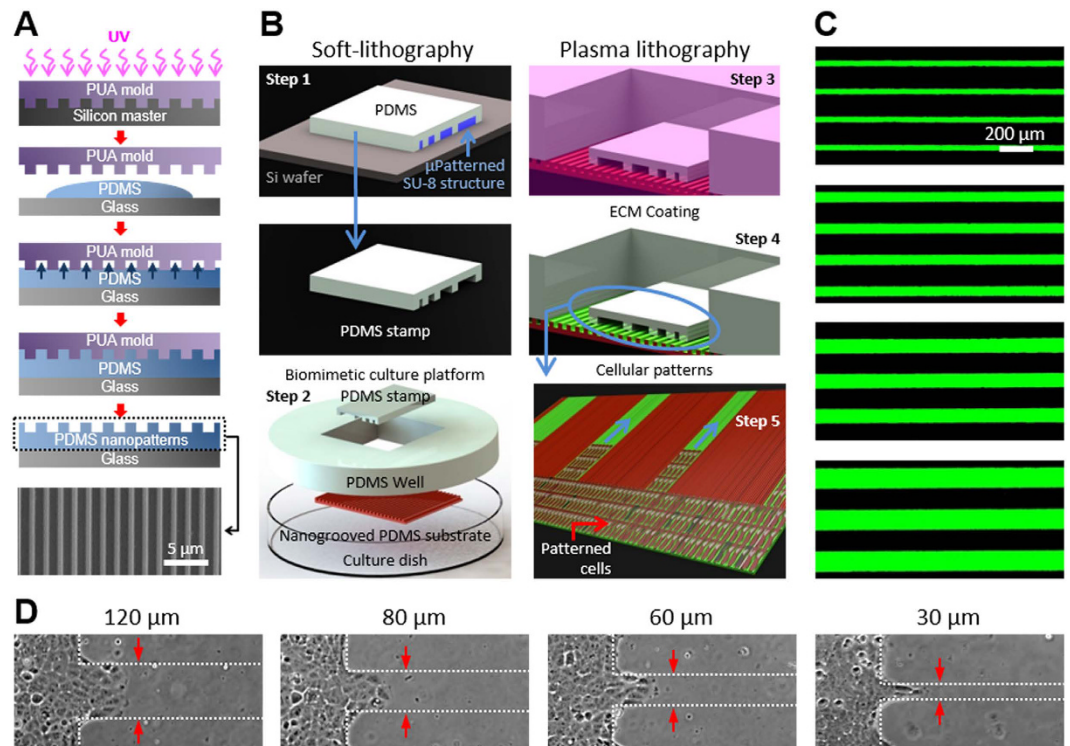 A
UV
PUA mold
Silicon master
PUA mold
PDMS
Glass
PUA mold
PDMS
Glass
PUA mold
PDMS
Glass
PDMS nanopatterns
Glass
5 µm
B
Soft-lithography
Step 1
PDMS
µPatterned
SU-8 structure
Si wafer
PDMS stamp
Biomimetic culture platform
Step 2
PDMS stamp
PDMS Well
Nanogrooved PDMS substrate
Culture dish
Plasma lithography
Step 3
ECM Coating
Step 4
Cellular patterns
Step 5
Patterned
cells
C
200 µm
D
120 µm
80 µm
60 µm
30 µm